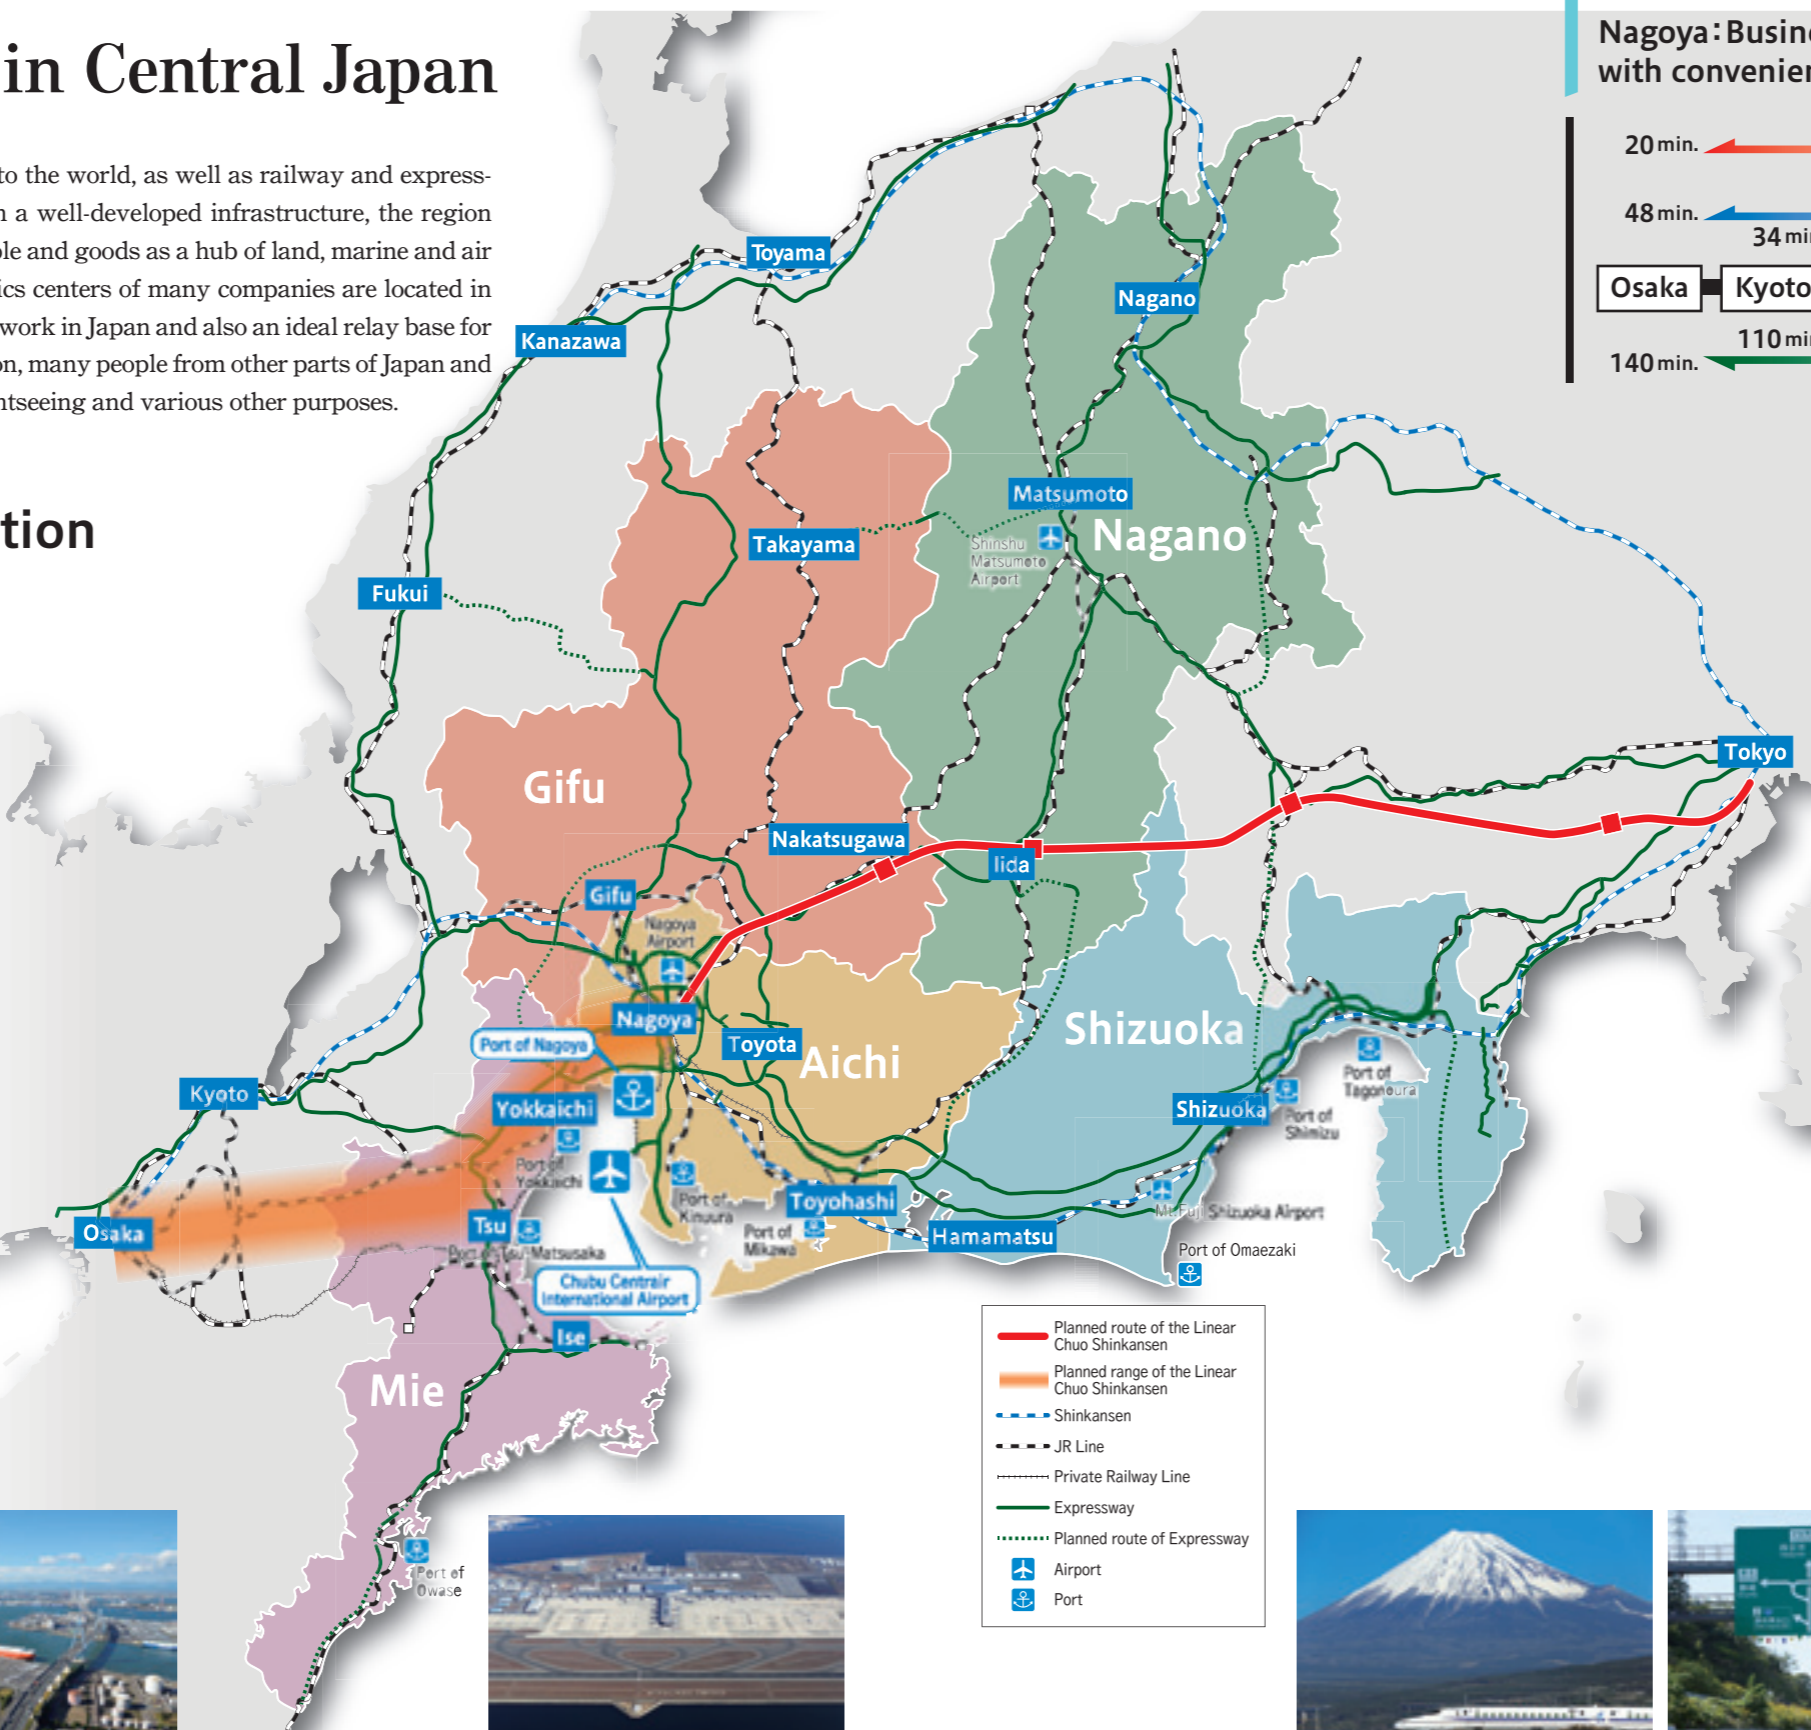 in Central Japan
to the world, as well as railway and express-
a well-developed infrastructure, the region
ple and goods as a hub of land, marine and air
ics centers of many companies are located in
work in Japan and also an ideal relay base for
on, many people from other parts of Japan and
htseeing and various other purposes.
tion
Nagoya:Busin
with convenien
20 min.
48 min.
34 min
Osaka
Kyoto
110 min
140 min.
Toyama
Nagano
Kanazawa
Matsumoto
Nagano
Shinshu
Matsumoto
Airport
Takayama
Fukui
Tokyo
Gifu
Nakatsugawa
Iida
Gifu
Nagoya
Airport
Nagoya
Port of Nagoya
Toyota
Aichi
Shizuoka
Port of
Tagonoura
Kyoto
Yokkaichi
Shizuoka
Port of
Shimizu
Port of
Yokkaichi
Port of
Kinuura
Toyohashi
Mt.Fuji Shizuoka Airport
Osaka
Tsu
Port of
Mikawa
Hamamatsu
Port of Tsu-Matsusaka
Port of Omaezaki
Chubu Centrair
International Airport
Ise
Mie
Port of
Owase
Planned route of the Linear
Chuo Shinkansen
Planned range of the Linear
Chuo Shinkansen
Shinkansen
JR Line
Private Railway Line
Expressway
Planned route of Expressway
Airport
Port